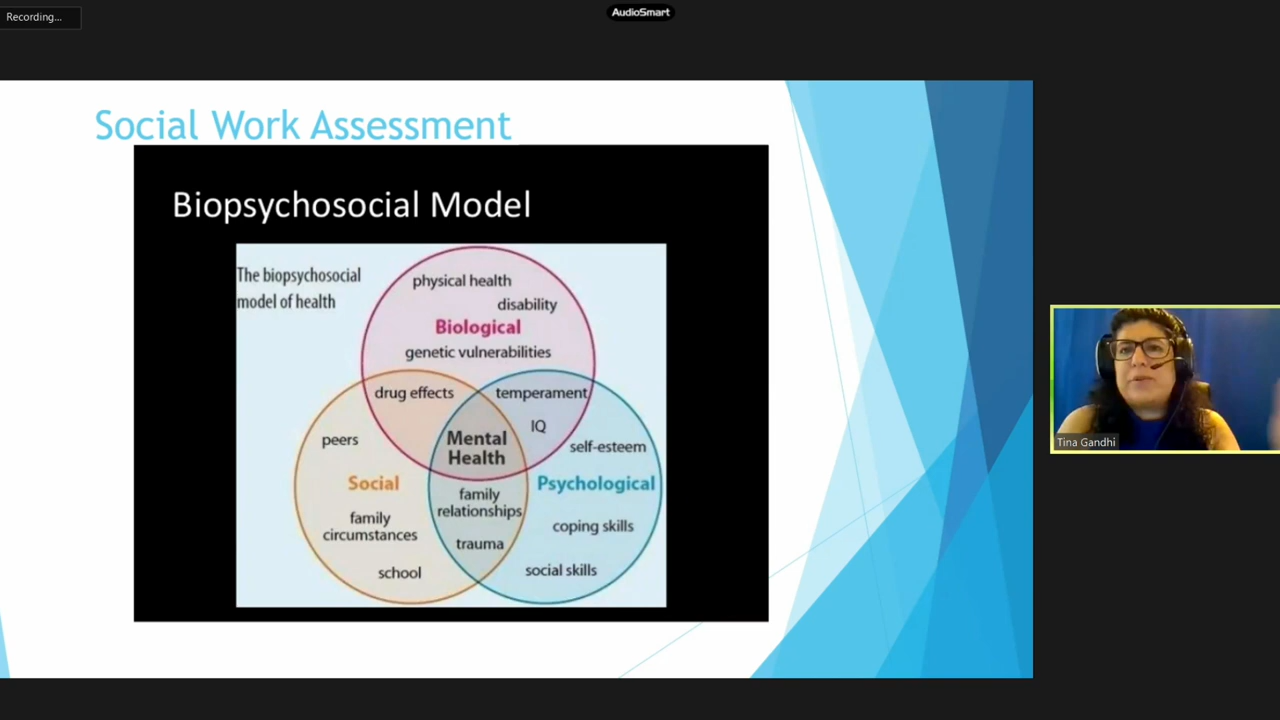 Recording...
AudioSmart
Social Work Assessment
Biopsychosocial Model
The biopsychosocial
model of health
physical health
disability
Biological
genetic vulnerabilities
drug effects
temperament
IQ
peers
Mental
Health
self-esteem
Social
Psychological
family
relationships
family
circumstances
coping skills
trauma
school
social skills
Tina Gandhi